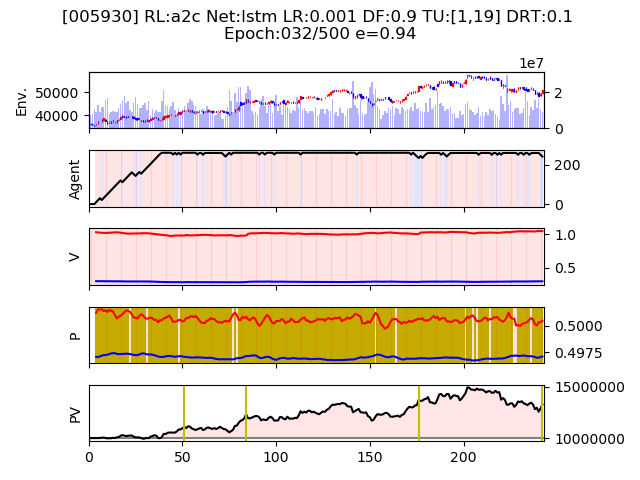 [005930] RL:a2c Net:lstm LR:0.001 DF:0.9 TU:[1,19] DRT:0.1
Epoch:032/500 e=0.94
1e7
Env.
50000
40000
2
0
Agent
200
0
V
1.0
0.5
P
0.5000
0.4975
PV
15000000
10000000
0 50 100 150 200